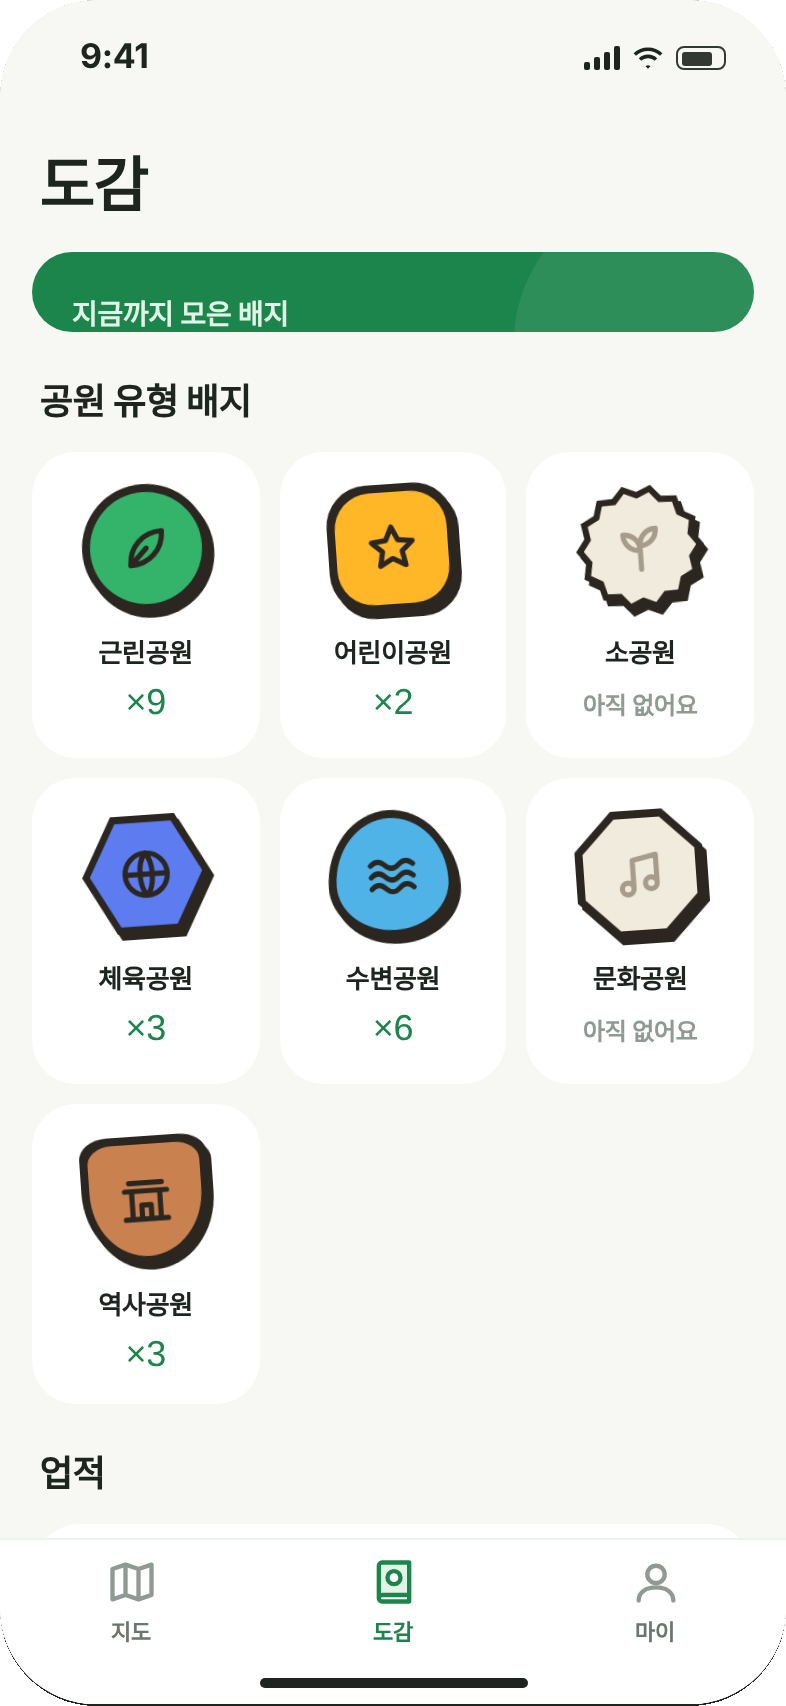 9:41
도감
지금까지 모은 배지
공원 유형 배지
근린공원
어린이공원
소공원
×9
×2
아직 없어요
체육공원
수변공원
문화공원
×3
×6
아직 없어요
역사공원
×3
업적
지도
도감
마이